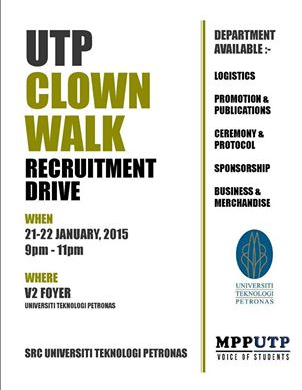 UTP
CLOWN
WALK
RECRUITMENT
DRIVE
WHEN
21-22 JANUARY, 2015
9pm - 11pm
WHERE
V2 FOYER
UNIVERSITI TEKNOLOGI PETRONAS
SRC UNIVERSITI TEKNOLOGI PETRONAS
DEPARTMENT
AVAILABLE :-
LOGISTICS
PROMOTION &
PUBLICATIONS
CEREMONY &
PROTOCOL
SPONSORSHIP
BUSINESS &
MERCHANDISE
UNIVERSITI
TEKNOLOGI
PETRONAS
MPPUTP
VOICE OF STUDENTS